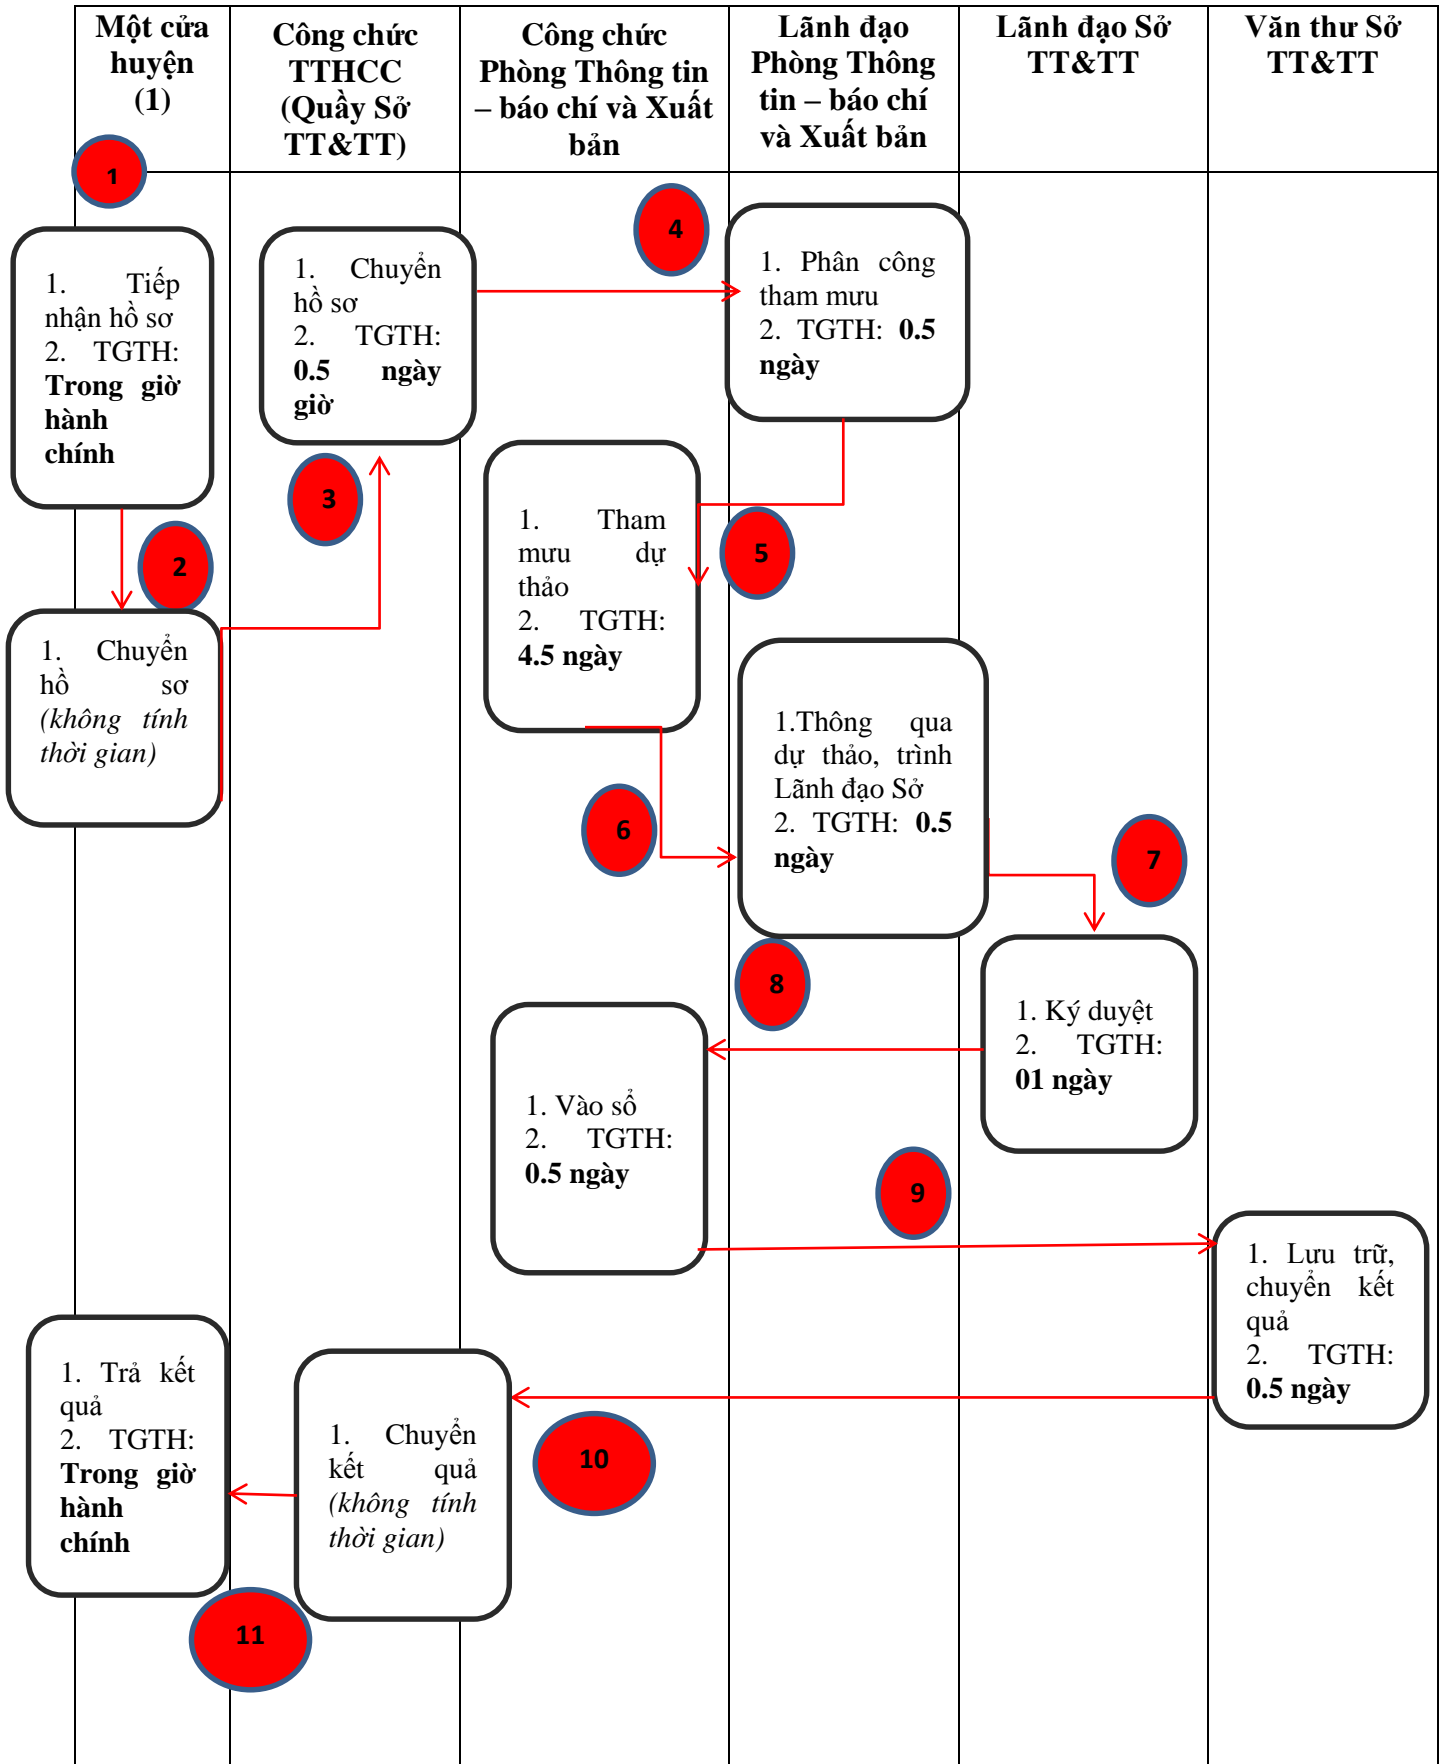 Một cửa
huyện
(1)
Công chức
TTHCC
(Quầy Sở
TT&TT)
Công chức
Phòng Thông tin
– báo chí và Xuất
bản
Lãnh đạo
Phòng Thông
tin – báo chí
và Xuất bản
Lãnh đạo Sở
TT&TT
Văn thư Sở
TT&TT
1
1. Tiếp
nhận hồ sơ
2. TGTH:
Trong giờ
hành
chính
2
1. Chuyển
hồ sơ
(không tính
thời gian)
3
1. Chuyển
hồ sơ
2. TGTH:
0.5 ngày
giờ
4
1. Phân công
tham mưu
2. TGTH: 0.5
ngày
5
1. Tham
mưu dự
thảo
2. TGTH:
4.5 ngày
6
1.Thông qua
dự thảo, trình
Lãnh đạo Sở
2. TGTH: 0.5
ngày
7
1. Ký duyệt
2. TGTH:
01 ngày
8
1. Vào sổ
2. TGTH:
0.5 ngày
9
1. Lưu trữ,
chuyển kết
quả
2. TGTH:
0.5 ngày
10
1. Chuyển
kết quả
(không tính
thời gian)
11
1. Trả kết
quả
2. TGTH:
Trong giờ
hành
chính